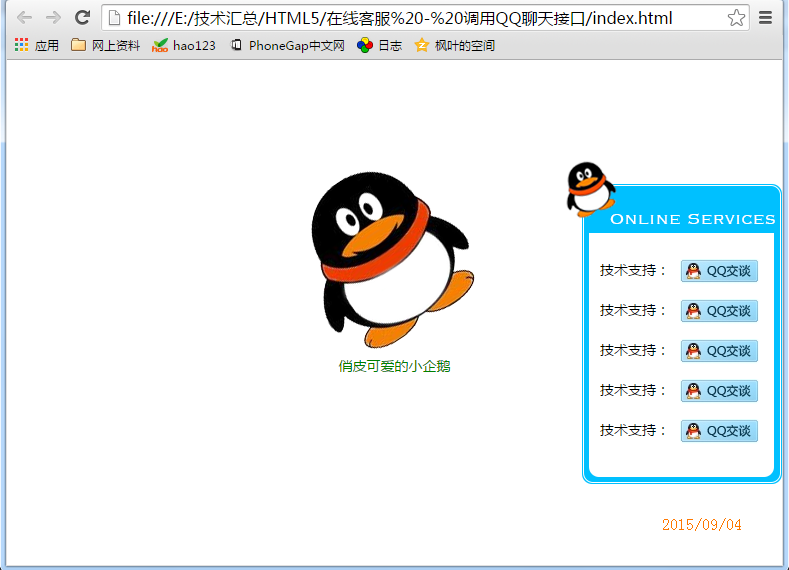 file:///E:/技术汇总/HTML5/在线客服%20-%20调用QQ聊天接口/index.html
应用 网上资料 hao hao123 PhoneGap中文网 日志 枫叶的空间
Online Services
技术支持： QQ交谈
技术支持： QQ交谈
技术支持： QQ交谈
俏皮可爱的小企鹅
技术支持： QQ交谈
技术支持： QQ交谈
2015/09/04